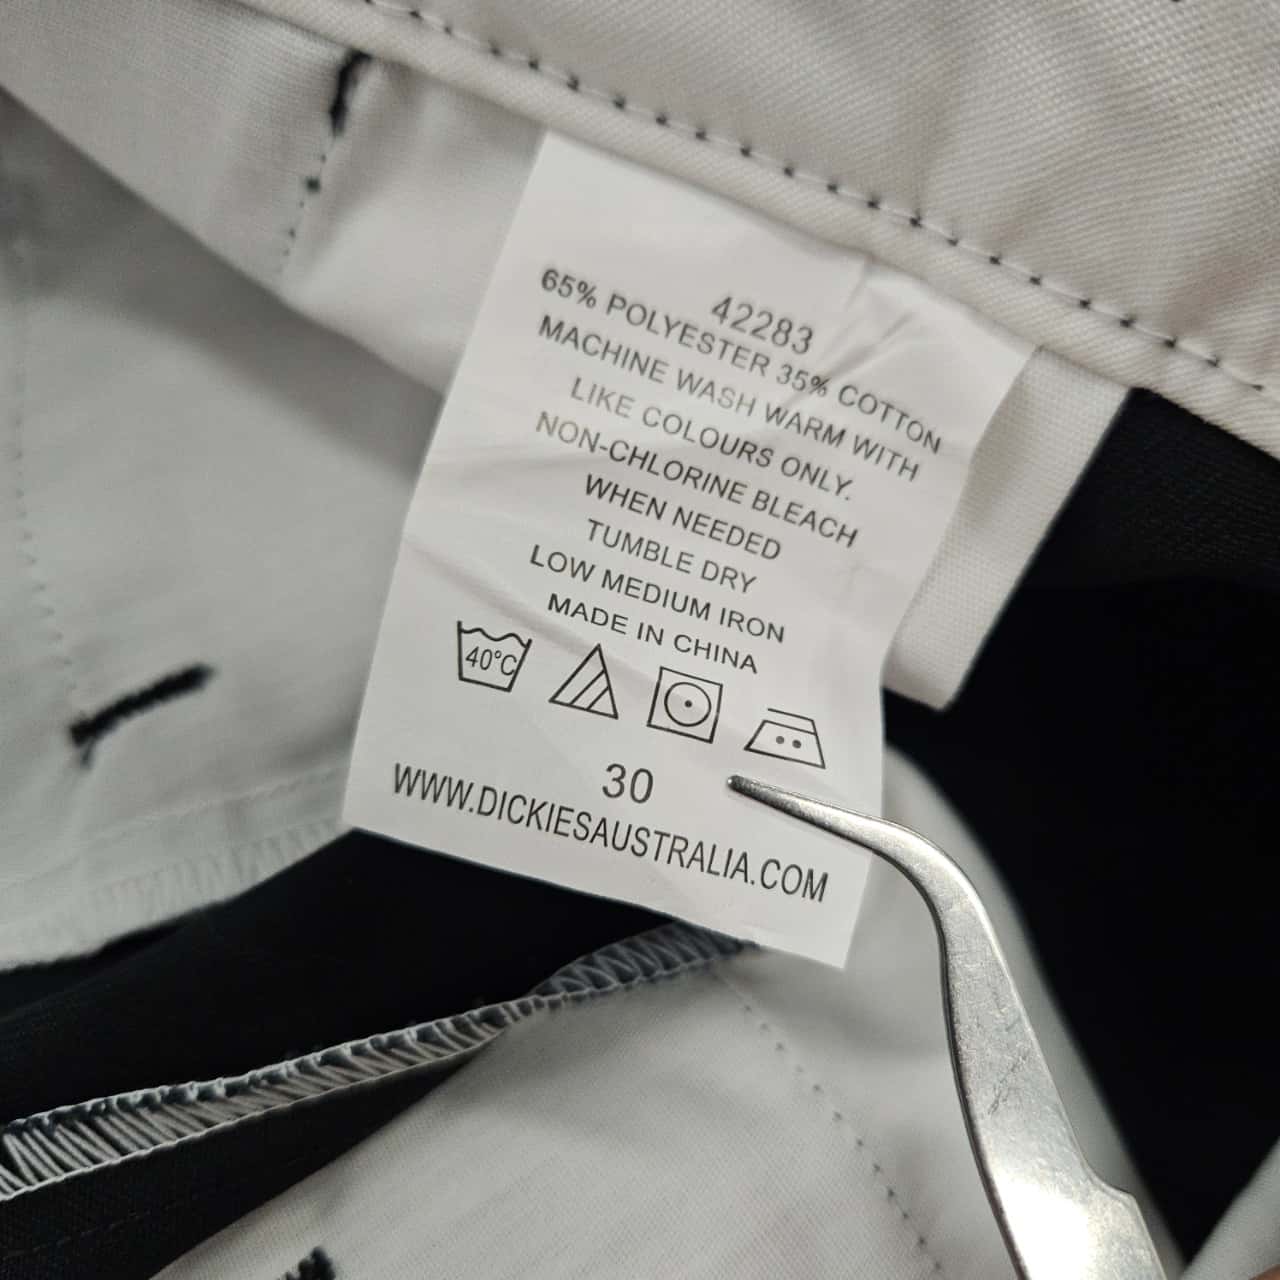 42283
65% POLYESTER 35% COTTON
MACHINE WASH WARM WITH
LIKE COLOURS ONLY.
NON-CHLORINE BLEACH
WHEN NEEDED
TUMBLE DRY
LOW MEDIUM IRON
MADE IN CHINA
40°C
30
WWW.DICKIESAUSTRALIA.COM